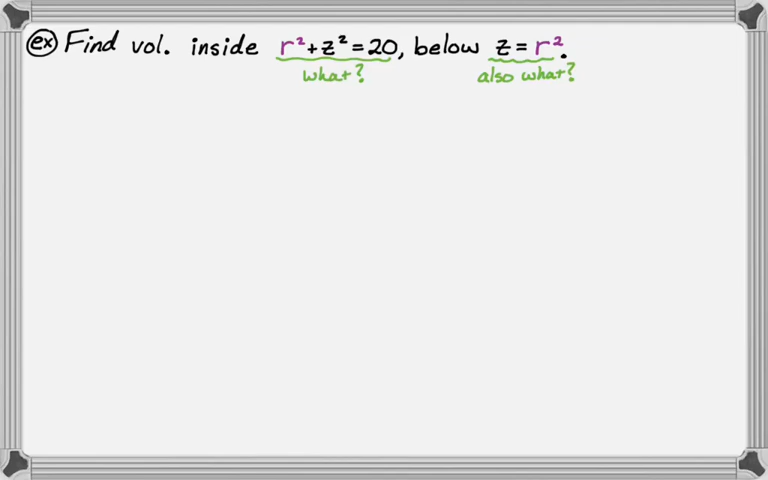 ex Find vol. inside r²+z²=20, below z=r².
what? also what?